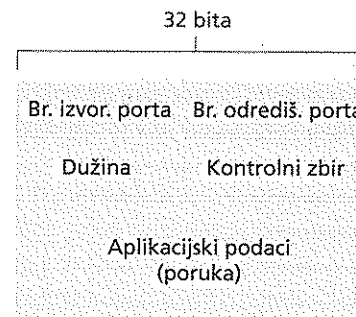 32 bita
Br. izvor. porta Br. odrediš. porta
Dužina Kontrolni zbir
Aplikacijski podaci
(poruka)